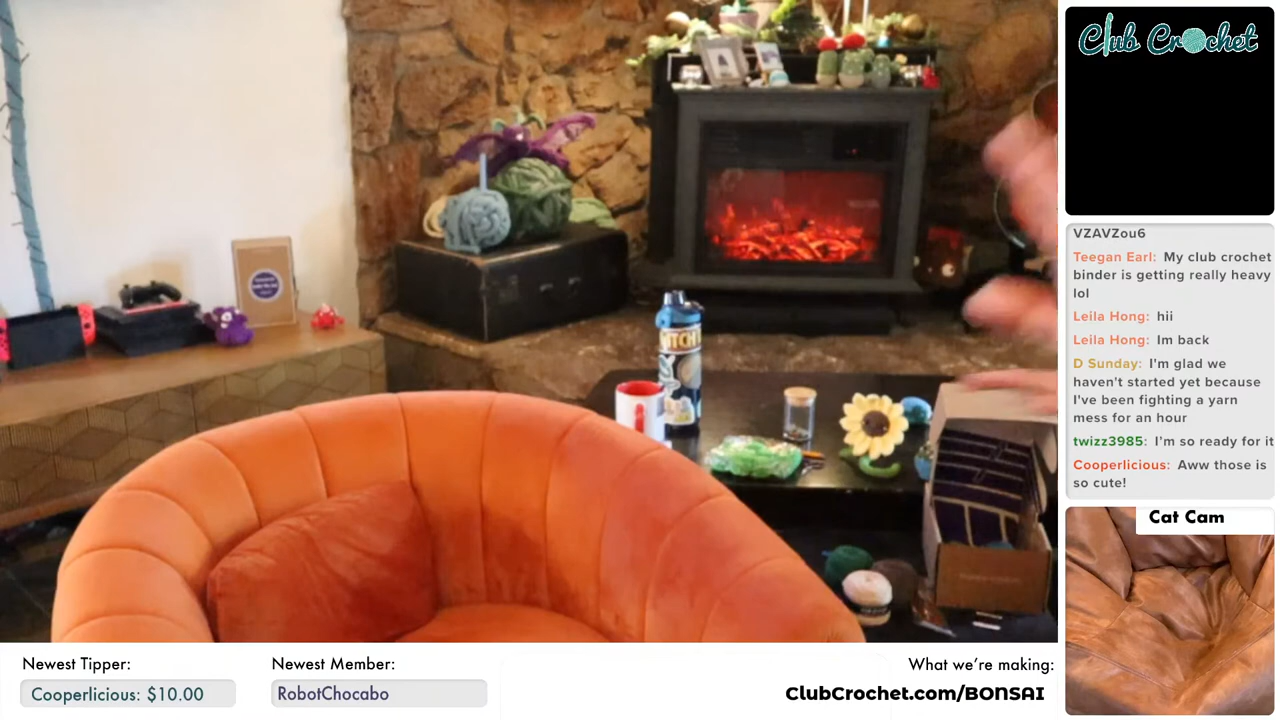 Club Crochet
VZAVZou6
Teegan Earl: My club crochet
binder is getting really heavy
lol
Leila Hong: hii
Leila Hong: Im back
D Sunday: I'm glad we
haven't started yet because
I've been fighting a yarn
mess for an hour
twizz3985: I'm so ready for it
Cooperlicious: Aww those is
so cute!
Cat Cam
Newest Tipper:
Cooperlicious: $10.00
Newest Member:
RobotChocabo
What we're making:
ClubCrochet.com/BONSAI